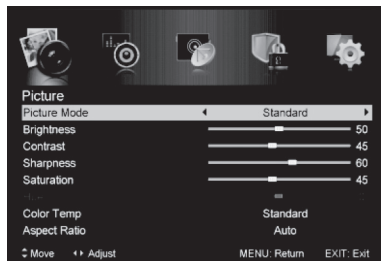 Picture
Picture Mode Standard
Brightness 50
Contrast 45
Sharpness 60
Saturation 45
Color Temp Standard
Aspect Ratio Auto
Move Adjust MENU: Return EXIT: Exit